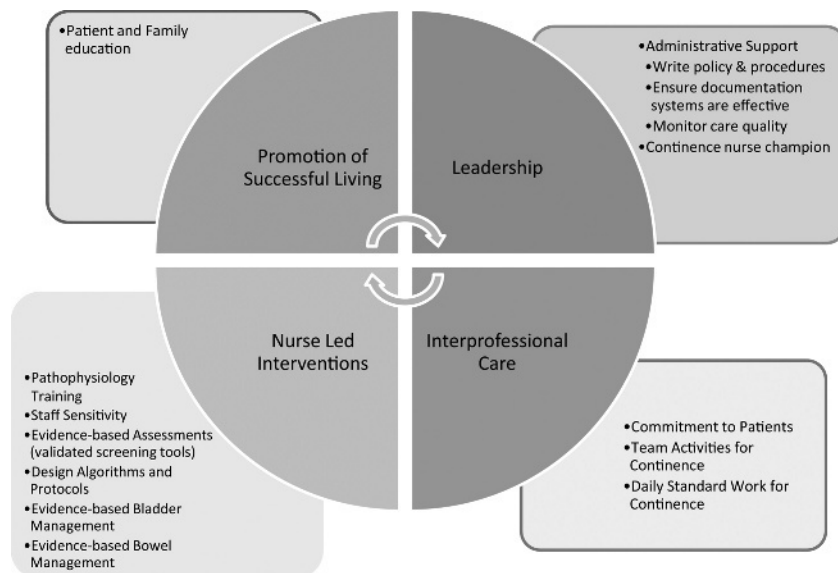 •Patient and Family
education
Promotion of
Successful Living
Leadership
•Administrative Support
•Write policy & procedures
•Ensure documentation
systems are effective
•Monitor care quality
•Continence nurse champion
Nurse Led
Interventions
Interprofessional
Care
•Pathophysiology
Training
•Staff Sensitivity
•Evidence-based Assessments
(validated screening tools)
•Design Algorithms and
Protocols
•Evidence-based Bladder
Management
•Evidence-based Bowel
Management
•Commitment to Patients
•Team Activities for
Continence
•Daily Standard Work for
Continence